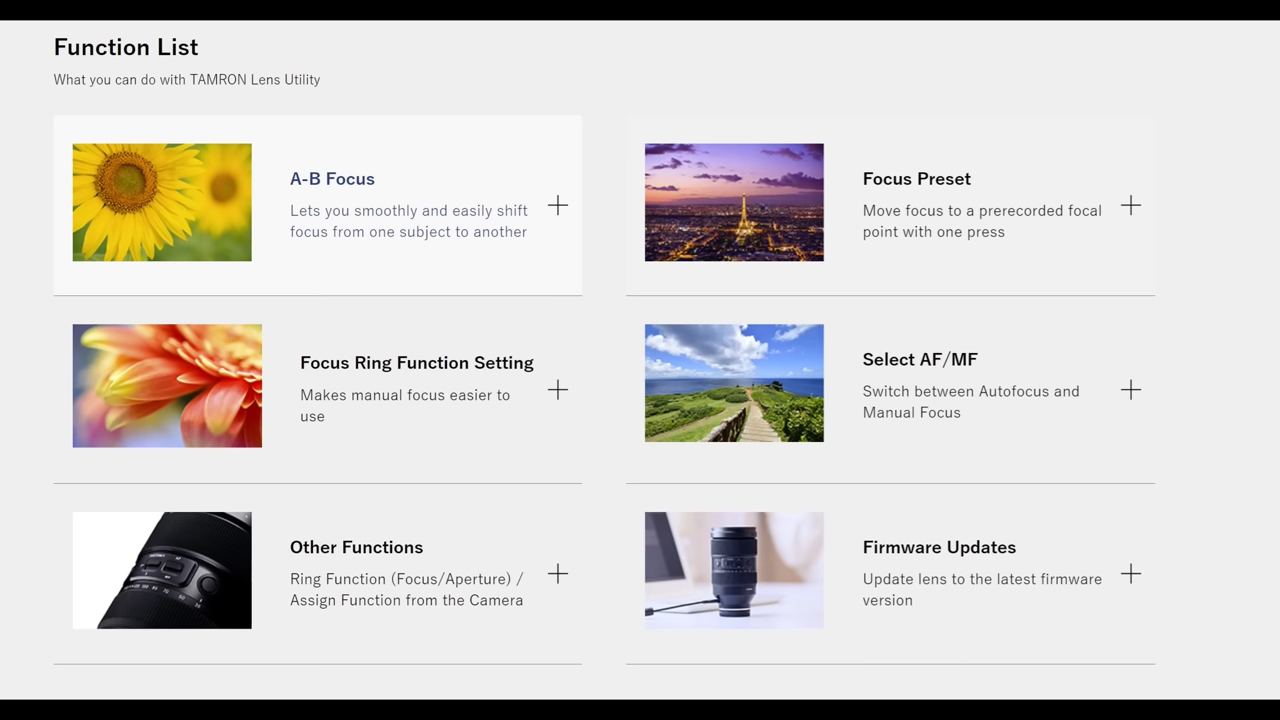 Function List
What you can do with TAMRON Lens Utility
A-B Focus
Lets you smoothly and easily shift
focus from one subject to another
Focus Preset
Move focus to a prerecorded focal
point with one press
Focus Ring Function Setting
Makes manual focus easier to
use
Select AF/MF
Switch between Autofocus and
Manual Focus
Other Functions
Ring Function (Focus/Aperture) /
Assign Function from the Camera
Firmware Updates
Update lens to the latest firmware
version